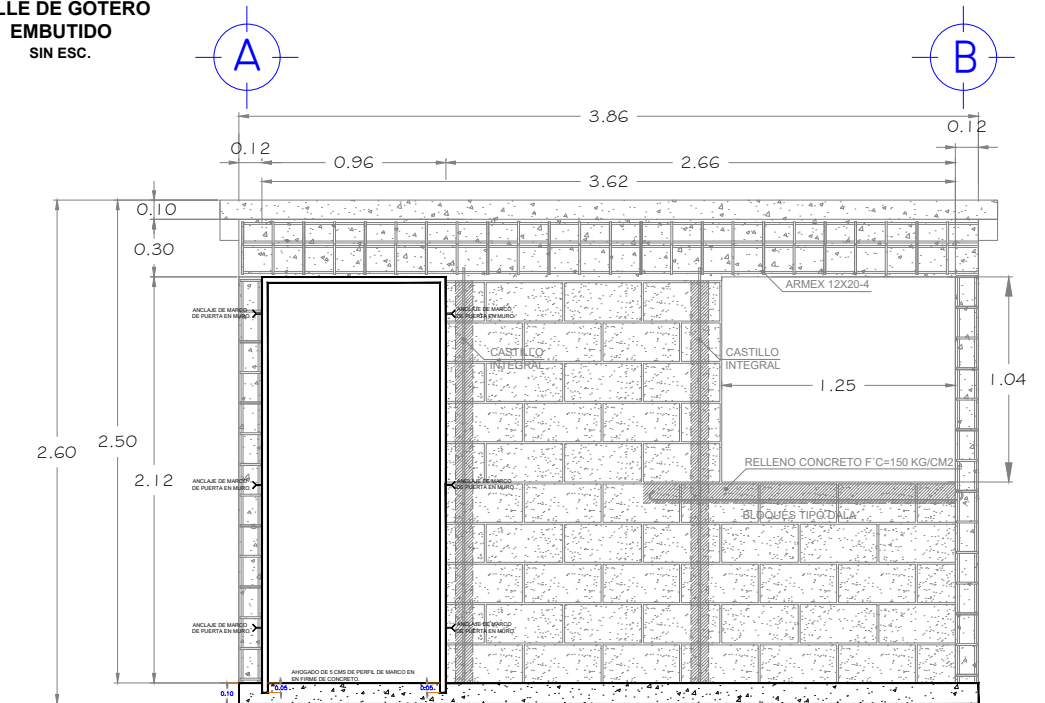 LLE DE GOTERO
EMBUTIDO
SIN ESC.
A
B
3.86
0.12
0.12
0.96
2.66
3.62
0.10
0.30
ARMEX 12X20-4
ANCLAJE DE MARCO
DE PUERTA EN MURO.
ANCLAJE DE MARCO
DE PUERTA EN MURO.
CASTILLO
INTEGRAL
CASTILLO
INTEGRAL
1.25
1.04
2.60
2.50
2.12
RELLENO CONCRETO F´C=150 KG/CM2
ANCLAJE DE MARCO
DE PUERTA EN MURO.
ANCLAJE DE MARCO
DE PUERTA EN MURO.
BLOQUES TIPO DALA
ANCLAJE DE MARCO
DE PUERTA EN MURO.
ANCLAJE DE MARCO
DE PUERTA EN MURO.
AHOGADO DE 5 CMS DE PERFIL DE MARCO EN
EN FIRME DE CONCRETO.
0.10
0.05
0.05